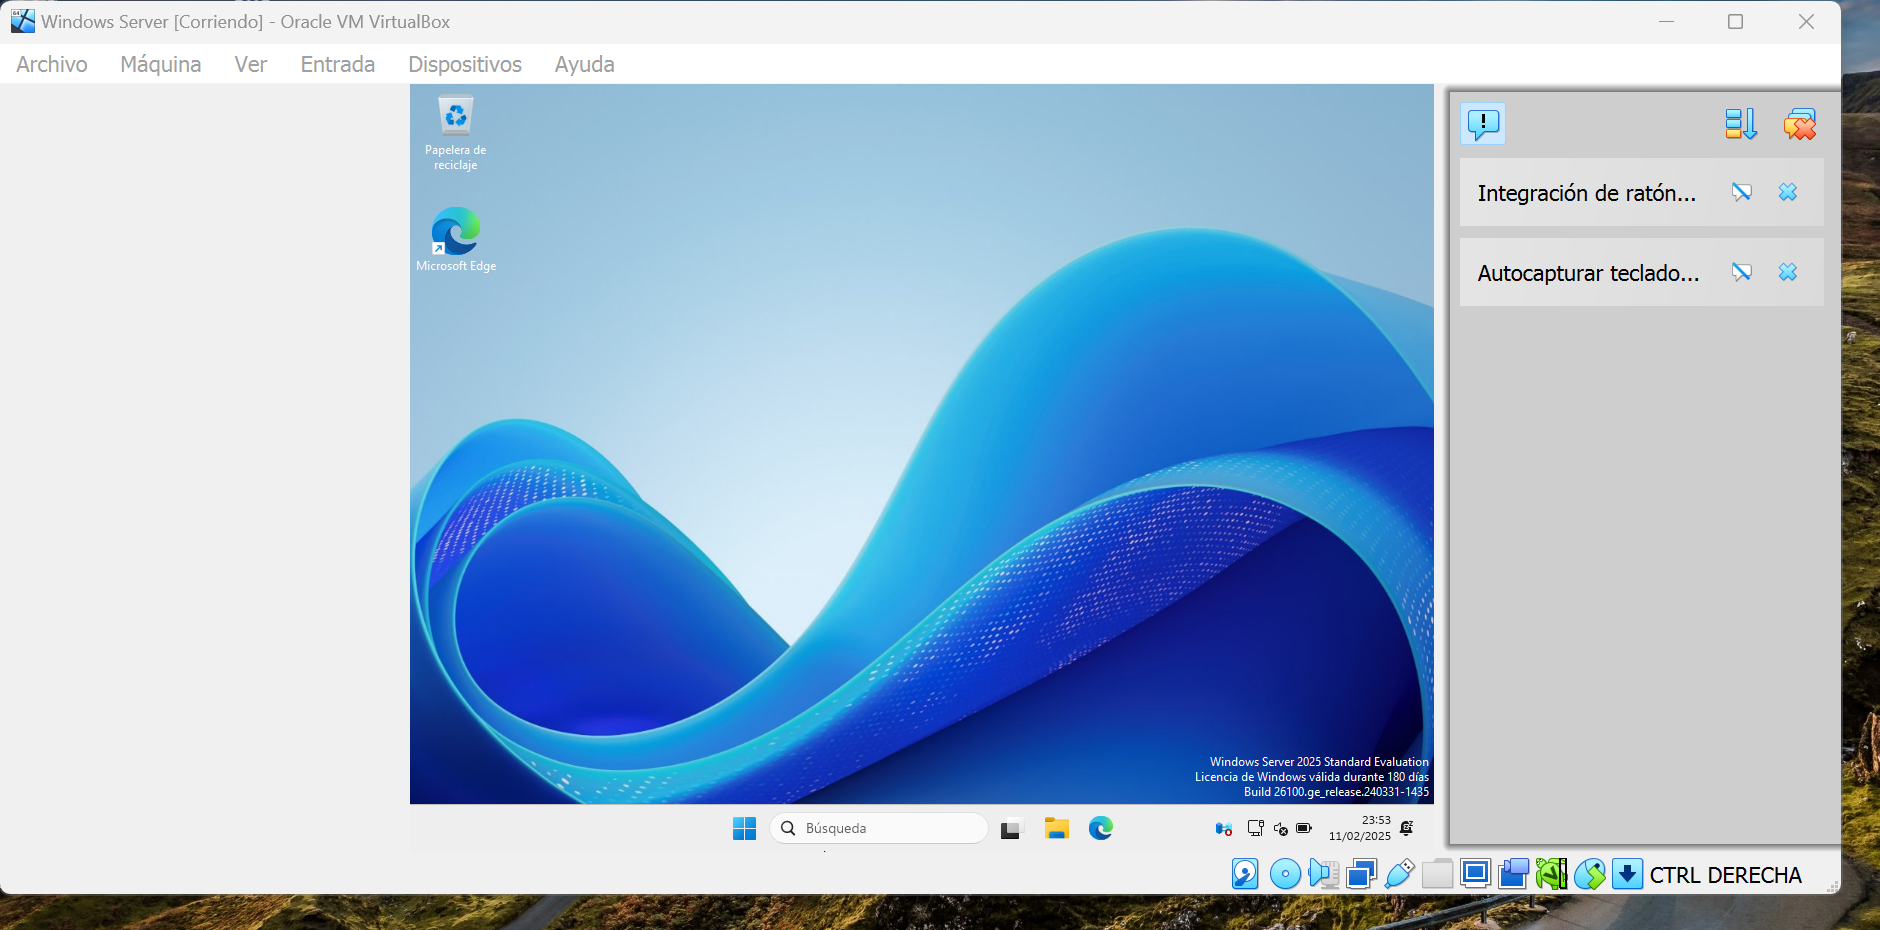 Windows Server [Corriendo] - Oracle VM VirtualBox
Archivo Máquina Ver Entrada Dispositivos Ayuda
Papelera de
reciclaje
Microsoft Edge
Integración de ratón...
Autocapturar teclado...
Windows Server 2025 Standard Evaluation
Licencia de Windows válida durante 180 días
Build 26100.ge_release.240331-1435
Búsqueda
23:53
11/02/2025
CTRL DERECHA